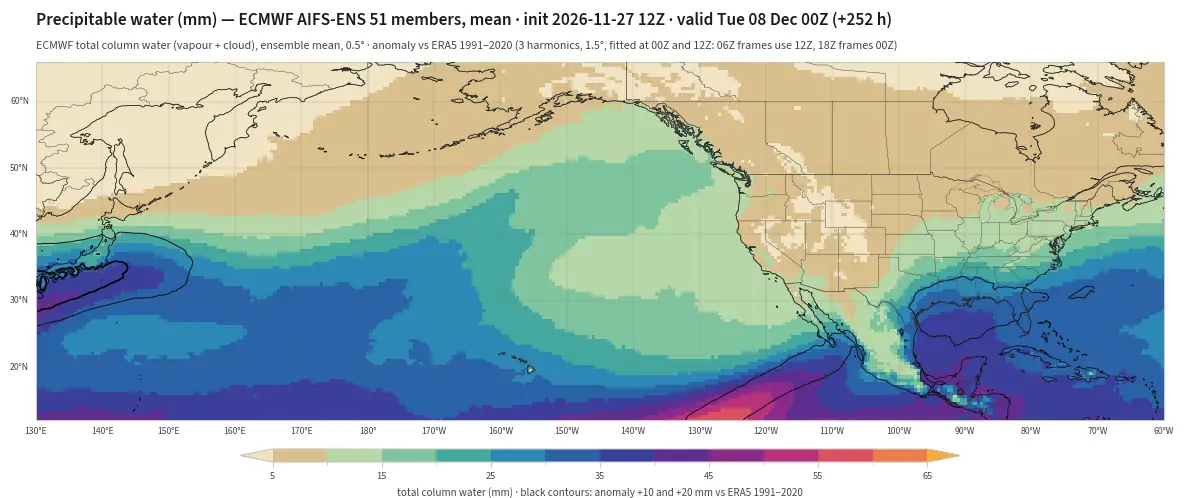 Precipitable water (mm) — ECMWF AIFS-ENS 51 members, mean · init 2026-11-27 12Z · valid Tue 08 Dec 00Z (+252 h)
ECMWF total column water (vapour + cloud), ensemble mean, 0.5° · anomaly vs ERA5 1991–2020 (3 harmonics, 1.5°, fitted at 00Z and 12Z: 06Z frames use 12Z, 18Z frames 00Z)
60°N
50°N
40°N
30°N
20°N
130°E 140°E 150°E 160°E 170°E 180° 170°W 160°W 150°W 140°W 130°W 120°W 110°W 100°W 90°W 80°W 70°W 60°W
5 15 25 35 45 55 65
total column water (mm) · black contours: anomaly +10 and +20 mm vs ERA5 1991–2020